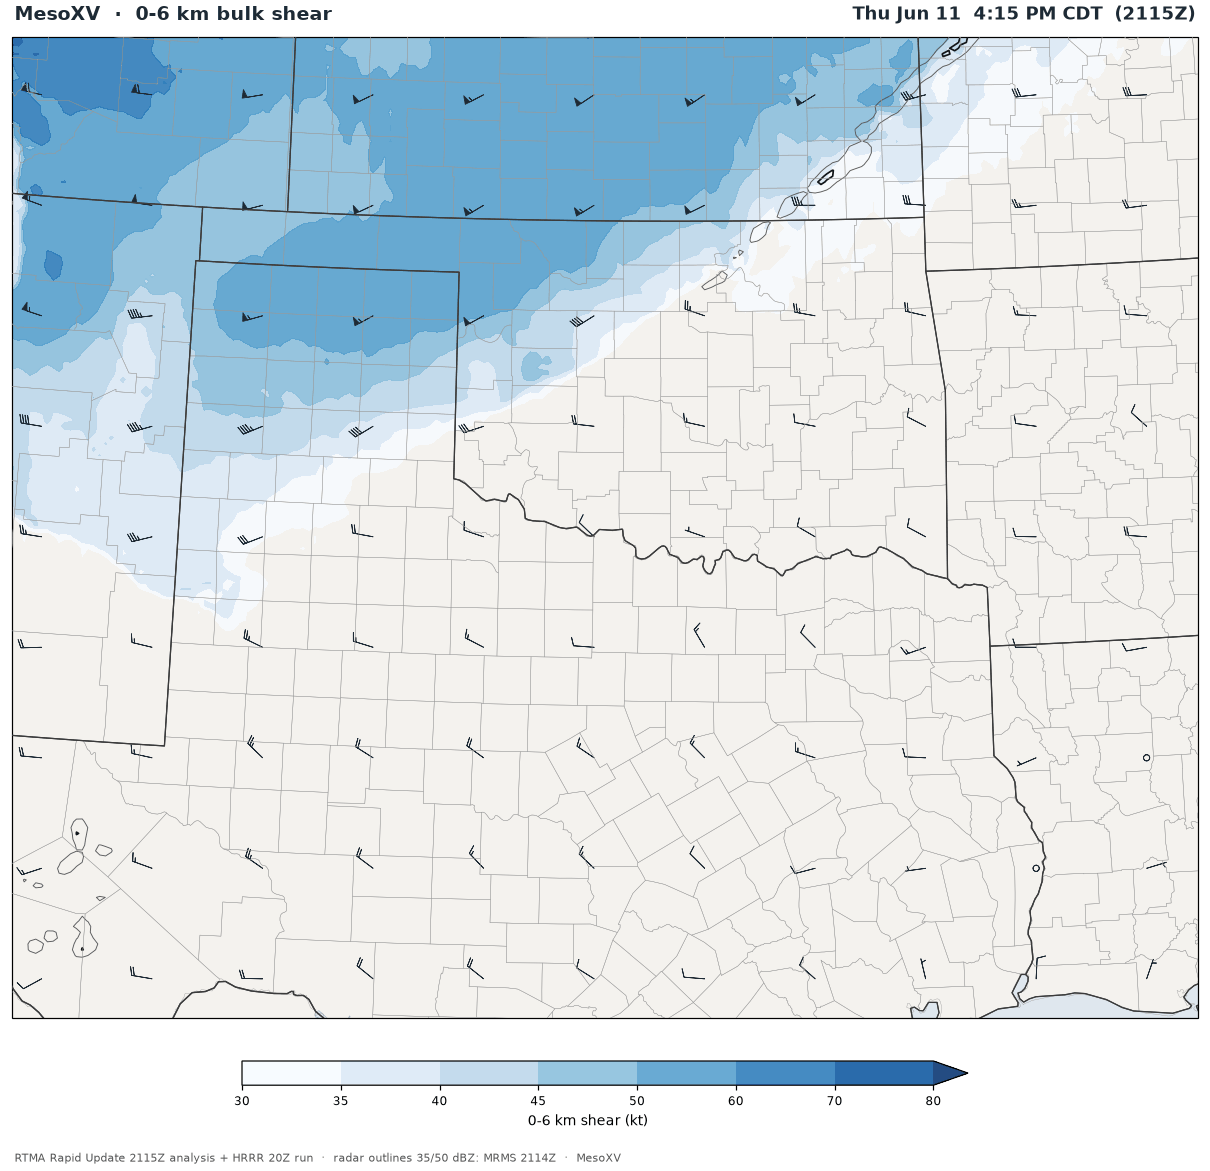 MesoXV · 0-6 km bulk shear
Thu Jun 11 4:15 PM CDT (2115Z)
30 35 40 45 50 60 70 80
0-6 km shear (kt)
RTMA Rapid Update 2115Z analysis + HRRR 20Z run · radar outlines 35/50 dBZ: MRMS 2114Z · MesoXV